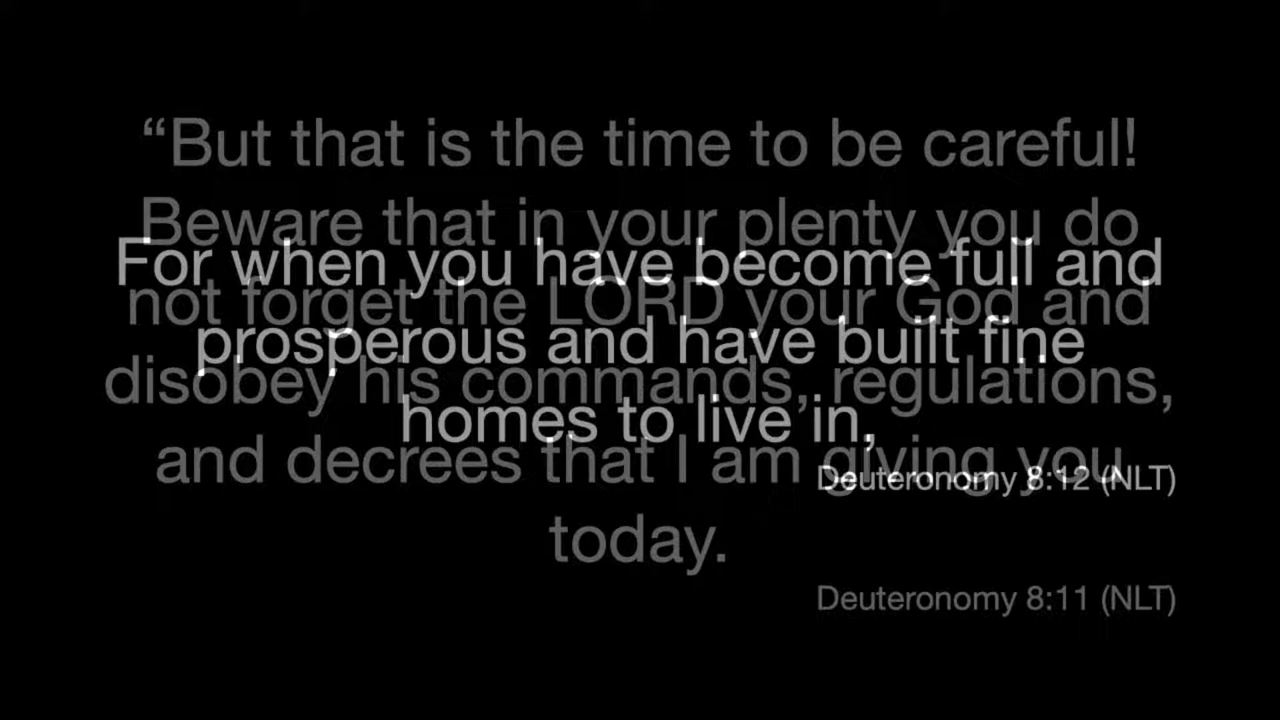 “But that is the time to be careful!
Beware that in your plenty you do
not forget the LORD your God and
disobey his commands, regulations,
and decrees that I am giving you
today.
Deuteronomy 8:11 (NLT)
For when you have become full and
prosperous and have built fine
homes to live in,
Deuteronomy 8:12 (NLT)